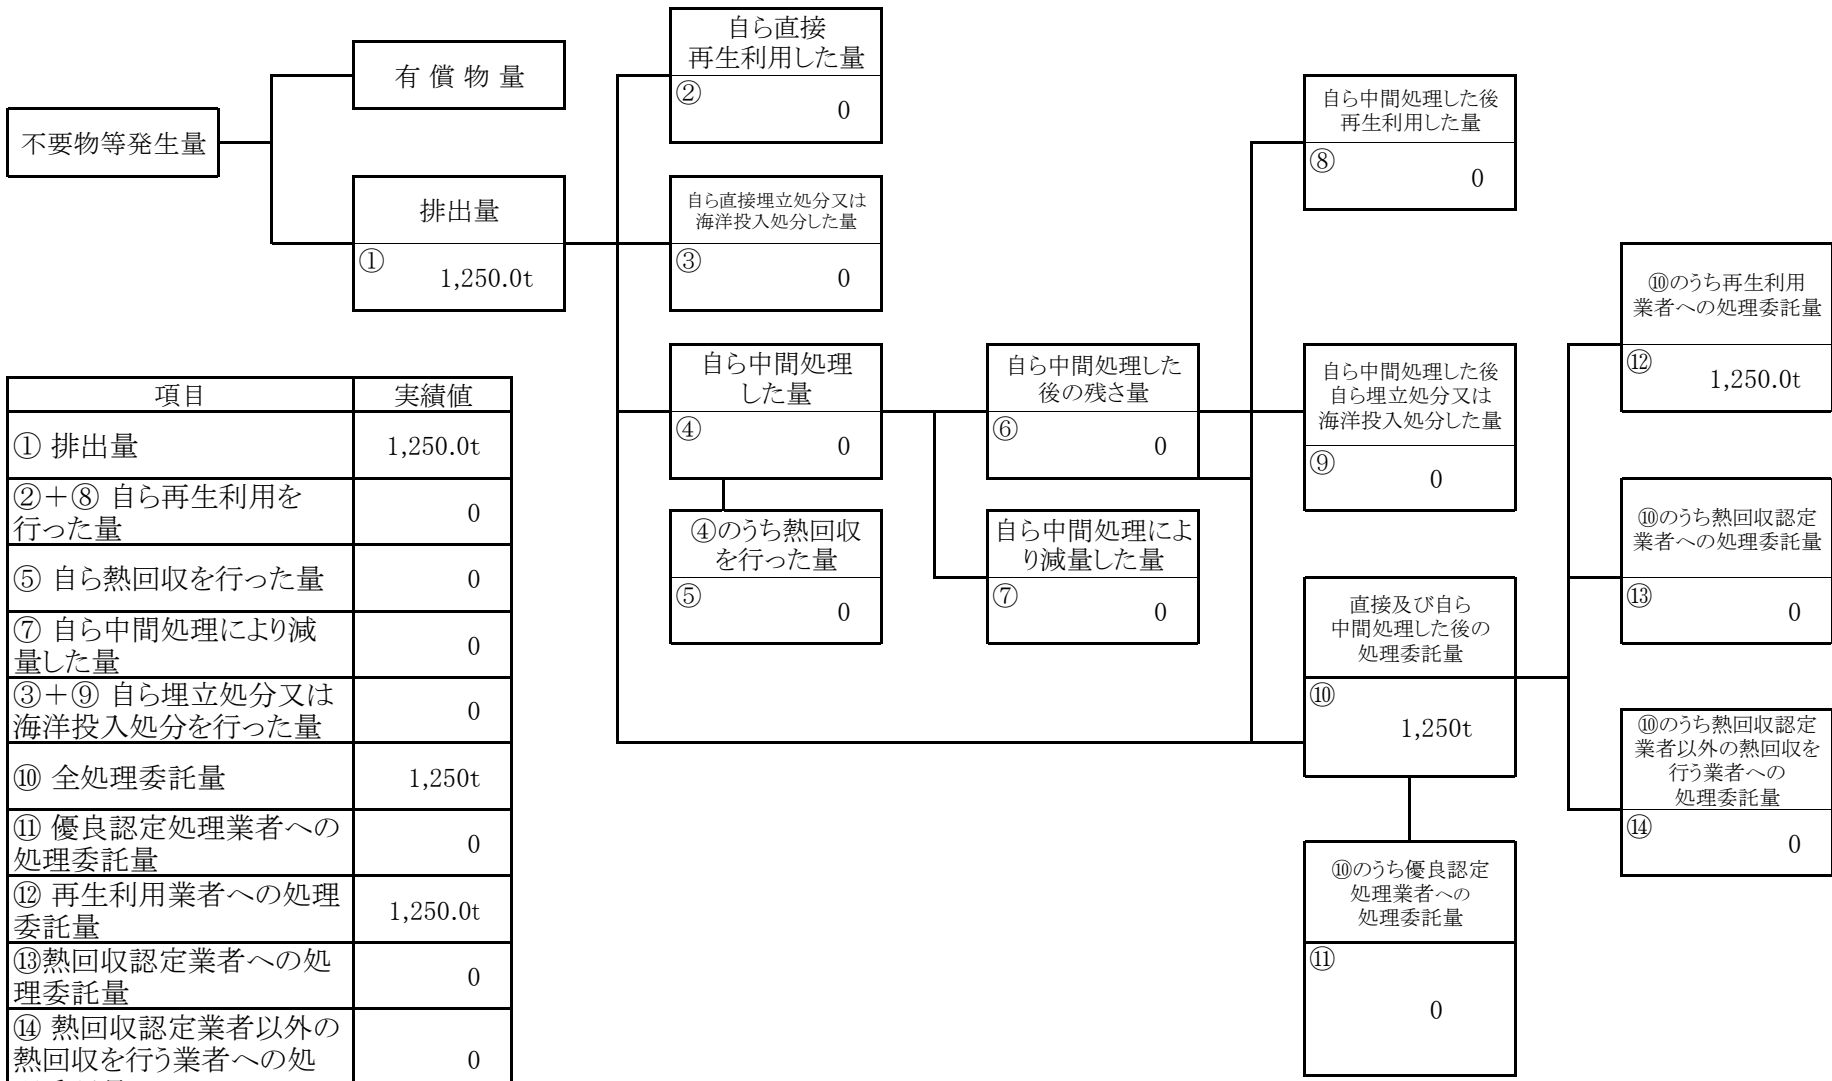 不要物等発生量
有 償 物 量
排出量
①
1,250.0t
自ら直接
再生利用した量
②
0
自ら直接埋立処分又は
海洋投入処分した量
③
0
自ら中間処理
した量
④
0
④のうち熱回収
を行った量
⑤
0
自ら中間処理した
後の残さ量
⑥
0
自ら中間処理によ
り減量した量
⑦
0
自ら中間処理した後
再生利用した量
⑧
0
自ら中間処理した後
自ら埋立処分又は
海洋投入処分した量
⑨
0
直接及び自ら
中間処理した後の
処理委託量
⑩
1,250t
⑩のうち優良認定
処理業者への
処理委託量
⑪
0
⑩のうち再生利用
業者への処理委託量
⑫
1,250.0t
⑩のうち熱回収認定
業者への処理委託量
⑬
0
⑩のうち熱回収認定
業者以外の熱回収を
行う業者への
処理委託量
⑭
0
項目 実績値
① 排出量 1,250.0t
②＋⑧ 自ら再生利用を
行った量 0
⑤ 自ら熱回収を行った量 0
⑦ 自ら中間処理により減
量した量 0
③＋⑨ 自ら埋立処分又は
海洋投入処分を行った量 0
⑩ 全処理委託量 1,250t
⑪ 優良認定処理業者への
処理委託量 0
⑫ 再生利用業者への処理
委託量 1,250.0t
⑬熱回収認定業者への処
理委託量 0
⑭ 熱回収認定業者以外の
熱回収を行う業者への処 0